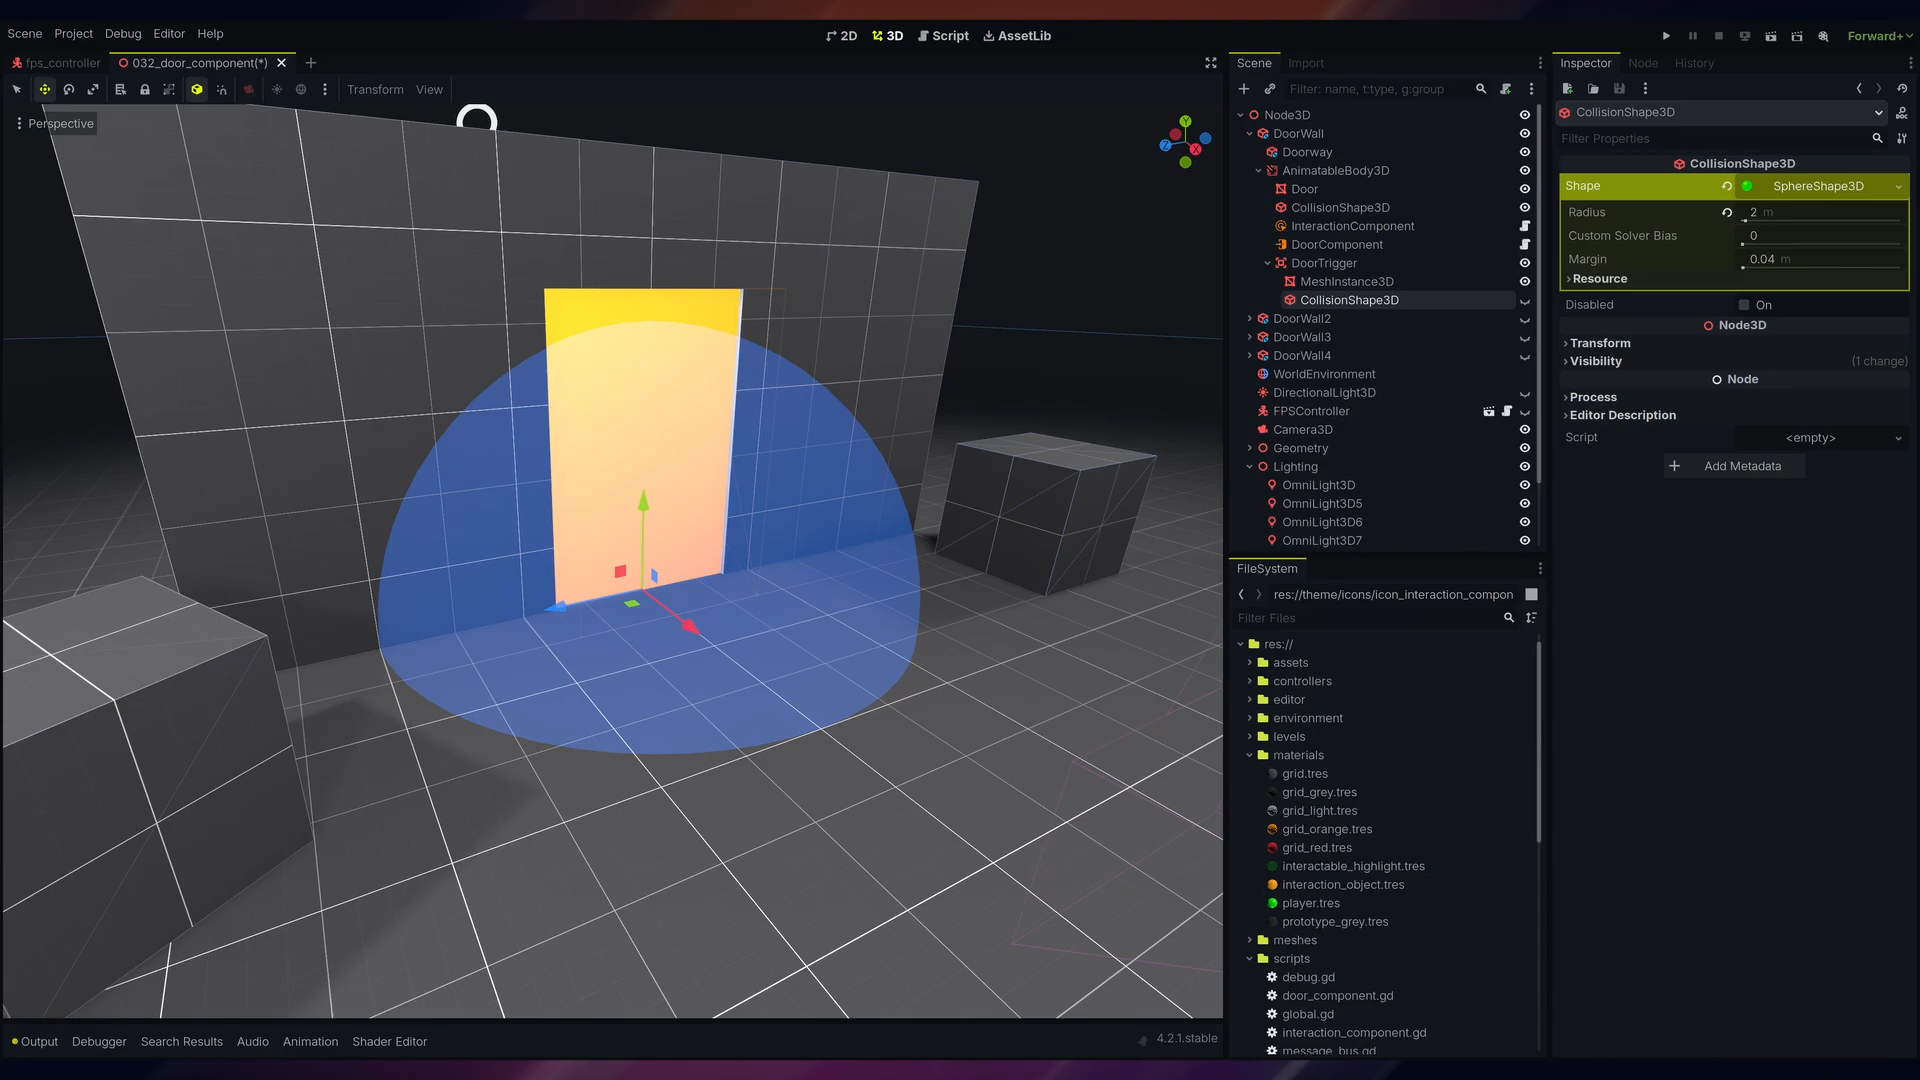 Scene Project Debug Editor Help
2D 3D Script AssetLib
Forward+
fps_controller 032_door_component(*)
Transform View
Perspective
Scene Import
Filter: name, t:type, g:group
Node3D
DoorWall
Doorway
AnimatableBody3D
Door
CollisionShape3D
InteractionComponent
DoorComponent
DoorTrigger
MeshInstance3D
CollisionShape3D
DoorWall2
DoorWall3
DoorWall4
WorldEnvironment
DirectionalLight3D
FPSController
Camera3D
Geometry
Lighting
OmniLight3D
OmniLight3D5
OmniLight3D6
OmniLight3D7
FileSystem
res://theme/icons/icon_interaction_compon
Filter Files
res://
assets
controllers
editor
environment
levels
materials
grid.tres
grid_grey.tres
grid_light.tres
grid_orange.tres
grid_red.tres
interactable_highlight.tres
interaction_object.tres
player.tres
prototype_grey.tres
meshes
scripts
debug.gd
door_component.gd
global.gd
interaction_component.gd
message_bus.gd
Inspector Node History
CollisionShape3D
DOC
Filter Properties
CollisionShape3D
Shape SphereShape3D
Radius 2 m
Custom Solver Bias 0
Margin 0.04 m
Resource
Disabled On
Node3D
Transform
Visibility (1 change)
Node
Process
Editor Description
Script <empty>
Add Metadata
Y
Z X
Output Debugger Search Results Audio Animation Shader Editor
4.2.1.stable